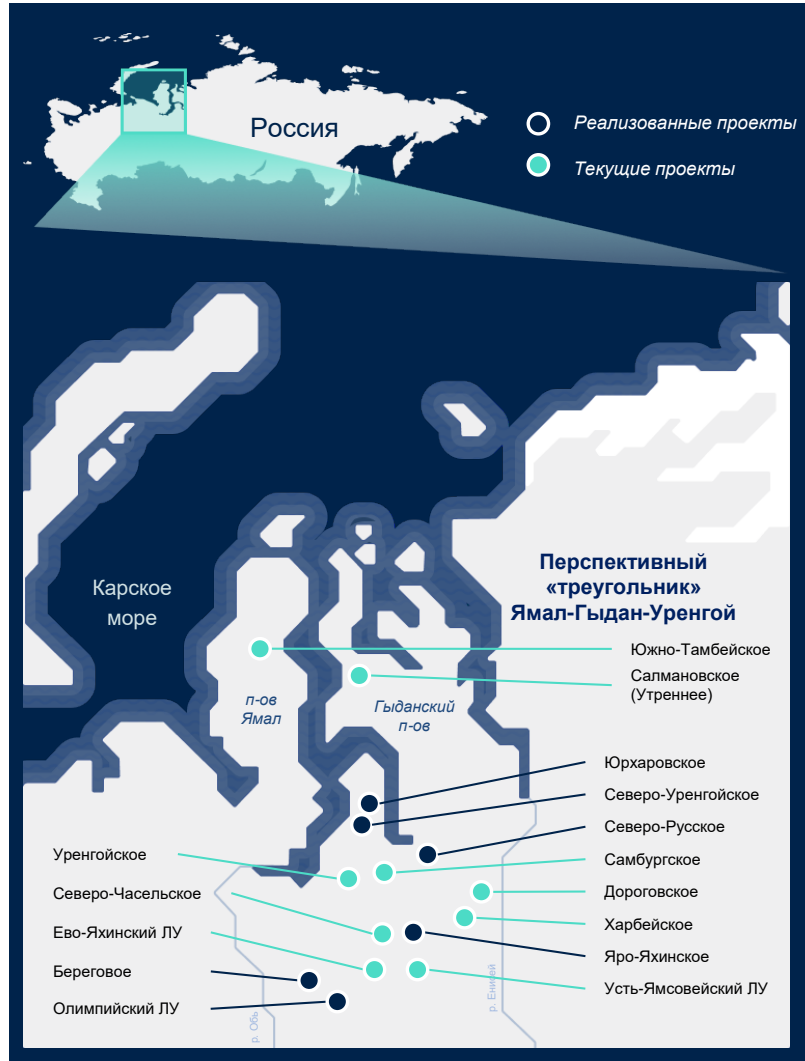 Россия
Реализованные проекты
Текущие проекты
Карское
море
Перспективный
«треугольник»
Ямал-Гыдан-Уренгой
Южно-Тамбейское
Салмановское
(Утреннее)
п-ов
Ямал
Гыданский
п-ов
Юрхаровское
Северо-Уренгойское
Северо-Русское
Самбургское
Дороговское
Харбейское
Яро-Яхинское
Усть-Ямсовейский ЛУ
Уренгойское
Северо-Часельское
Ево-Яхинский ЛУ
Береговое
Олимпийский ЛУ
р. Обь
р. Енисей